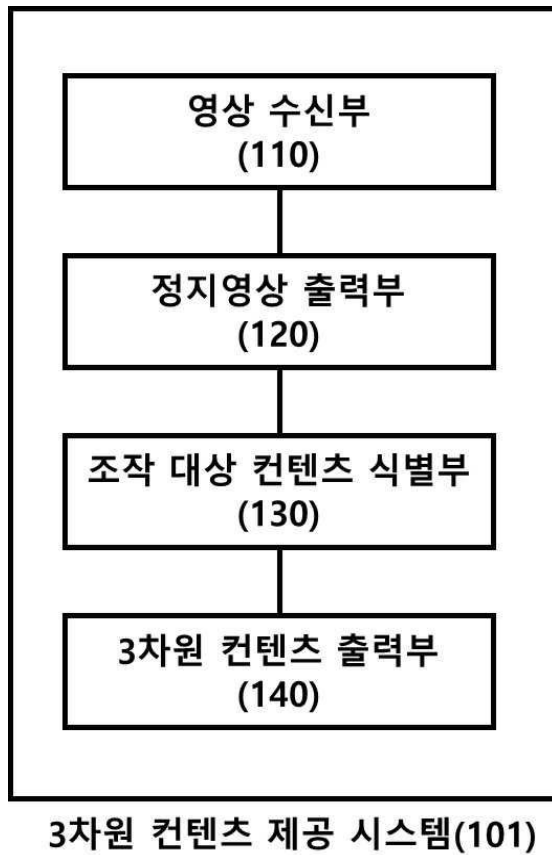 영상 수신부
(110)
정지영상 출력부
(120)
조작 대상 컨텐츠 식별부
(130)
3차원 컨텐츠 출력부
(140)
3차원 컨텐츠 제공 시스템(101)